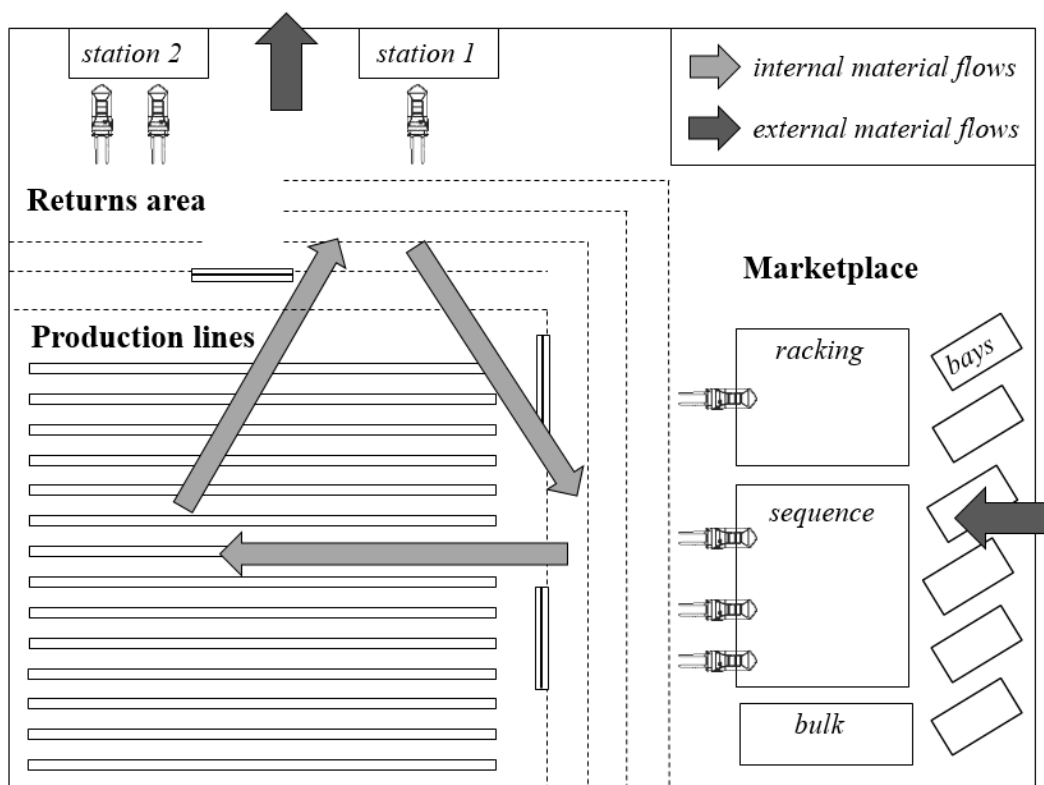 station 2
station 1
internal material flows
external material flows
Returns area
Marketplace
Production lines
racking
bays
sequence
bulk